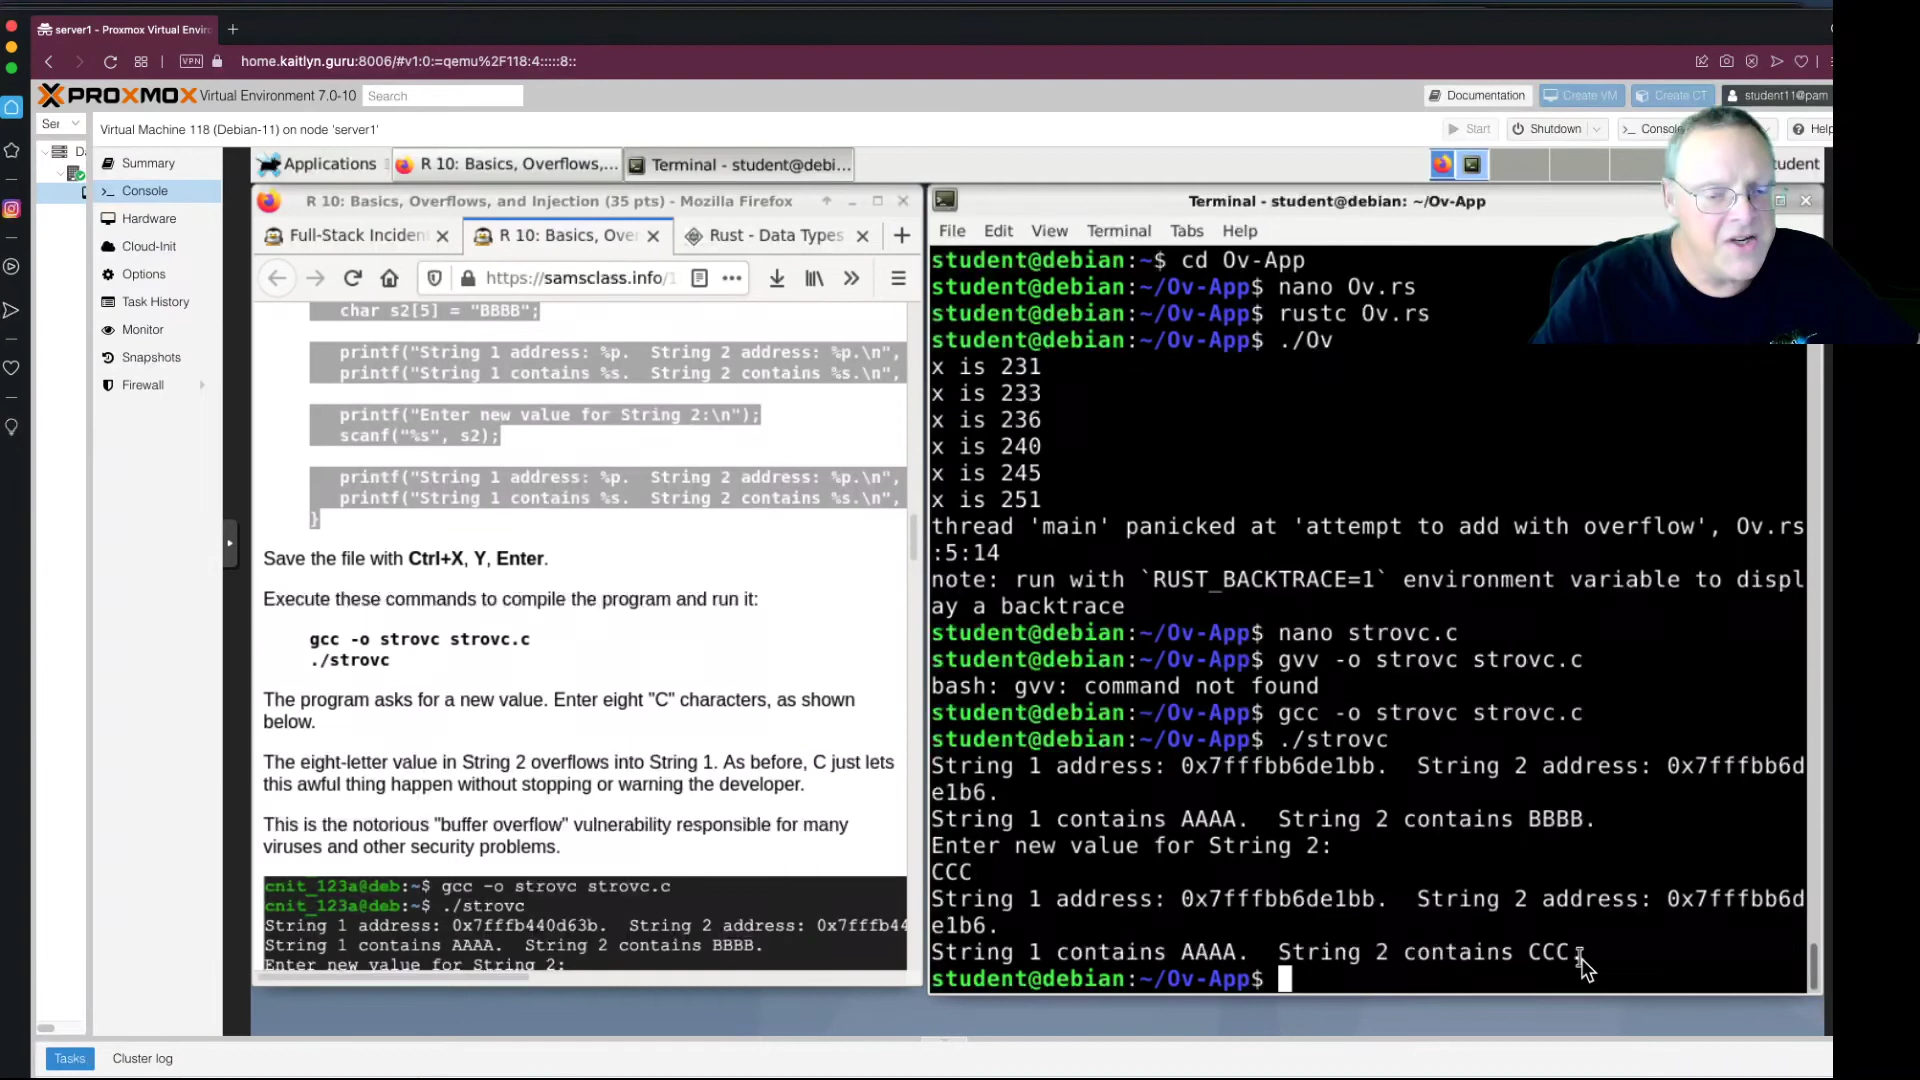 server1 - Proxmox Virtual Envir
VPN home.kaitlyn.guru:8006/#v1:0:=qemu%2F118:4:::::8::
PROXMOX Virtual Environment 7.0-10 Search Documentation Create VM Create CT student11@pam
Ser Virtual Machine 118 (Debian-11) on node 'server1' Start Shutdown Console Help
Summary
Console
Hardware
Cloud-Init
Options
Task History
Monitor
Snapshots
Firewall
Applications R 10: Basics, Overflows,... Terminal - student@debi... student
R 10: Basics, Overflows, and Injection (35 pts) - Mozilla Firefox
Full-Stack Inciden R 10: Basics, Over Rust - Data Types
https://samsclass.info/1
char s2[5] = "BBBB";
printf("String 1 address: %p.  String 2 address: %p.\n",
printf("String 1 contains %s.  String 2 contains %s.\n",
printf("Enter new value for String 2:\n");
scanf("%s", s2);
printf("String 1 address: %p.  String 2 address: %p.\n",
printf("String 1 contains %s.  String 2 contains %s.\n",
}
Save the file with Ctrl+X, Y, Enter.
Execute these commands to compile the program and run it:
gcc -o strovc strovc.c
./strovc
The program asks for a new value. Enter eight "C" characters, as shown
below.
The eight-letter value in String 2 overflows into String 1. As before, C just lets
this awful thing happen without stopping or warning the developer.
This is the notorious "buffer overflow" vulnerability responsible for many
viruses and other security problems.
cnit_123a@deb:~$ gcc -o strovc strovc.c
cnit_123a@deb:~$ ./strovc
String 1 address: 0x7fffb440d63b.  String 2 address: 0x7fffb44
String 1 contains AAAA.  String 2 contains BBBB.
Enter new value for String 2:
Terminal - student@debian: ~/Ov-App
File Edit View Terminal Tabs Help
student@debian:~$ cd Ov-App
student@debian:~/Ov-App$ nano Ov.rs
student@debian:~/Ov-App$ rustc Ov.rs
student@debian:~/Ov-App$ ./Ov
x is 231
x is 233
x is 236
x is 240
x is 245
x is 251
thread 'main' panicked at 'attempt to add with overflow', Ov.rs
:5:14
note: run with `RUST_BACKTRACE=1` environment variable to displ
ay a backtrace
student@debian:~/Ov-App$ nano strovc.c
student@debian:~/Ov-App$ gvv -o strovc strovc.c
bash: gvv: command not found
student@debian:~/Ov-App$ gcc -o strovc strovc.c
student@debian:~/Ov-App$ ./strovc
String 1 address: 0x7fffbb6de1bb.  String 2 address: 0x7fffbb6d
e1b6.
String 1 contains AAAA.  String 2 contains BBBB.
Enter new value for String 2:
CCC
String 1 address: 0x7fffbb6de1bb.  String 2 address: 0x7fffbb6d
e1b6.
String 1 contains AAAA.  String 2 contains CCC.
student@debian:~/Ov-App$
Tasks Cluster log